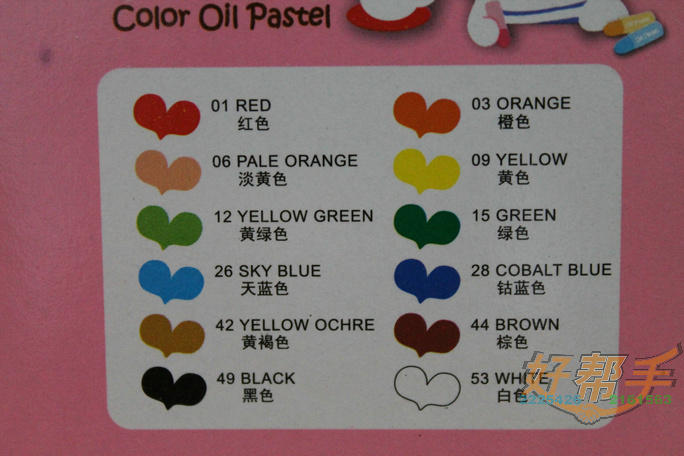 Color Oil Pastel
01 RED
红色
03 ORANGE
橙色
06 PALE ORANGE
淡黄色
09 YELLOW
黄色
12 YELLOW GREEN
黄绿色
15 GREEN
绿色
26 SKY BLUE
天蓝色
28 COBALT BLUE
钴蓝色
42 YELLOW OCHRE
黄褐色
44 BROWN
棕色
49 BLACK
黑色
53 WHITE
白色
好帮手